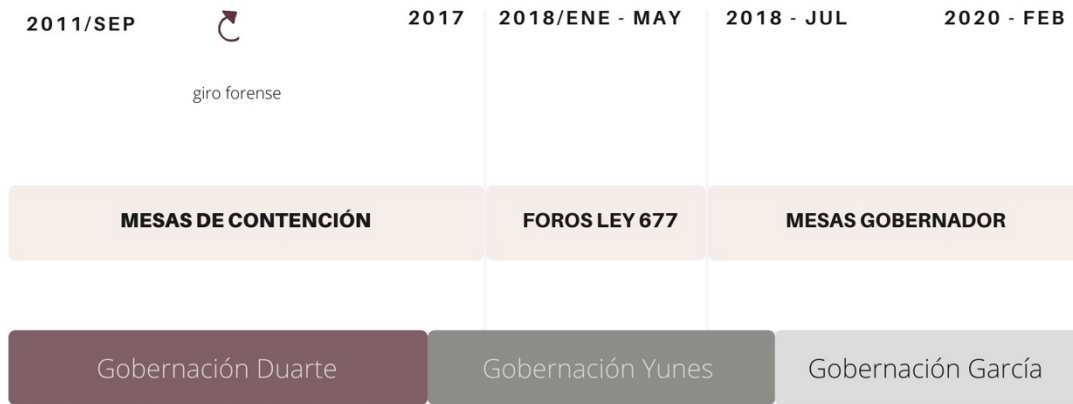 2011/SEP
2017
2018/ENE - MAY
2018 - JUL
2020 - FEB
giro forense
MESAS DE CONTENCIÓN
FOROS LEY 677
MESAS GOBERNADOR
Gobernación Duarte
Gobernación Yunes
Gobernación García